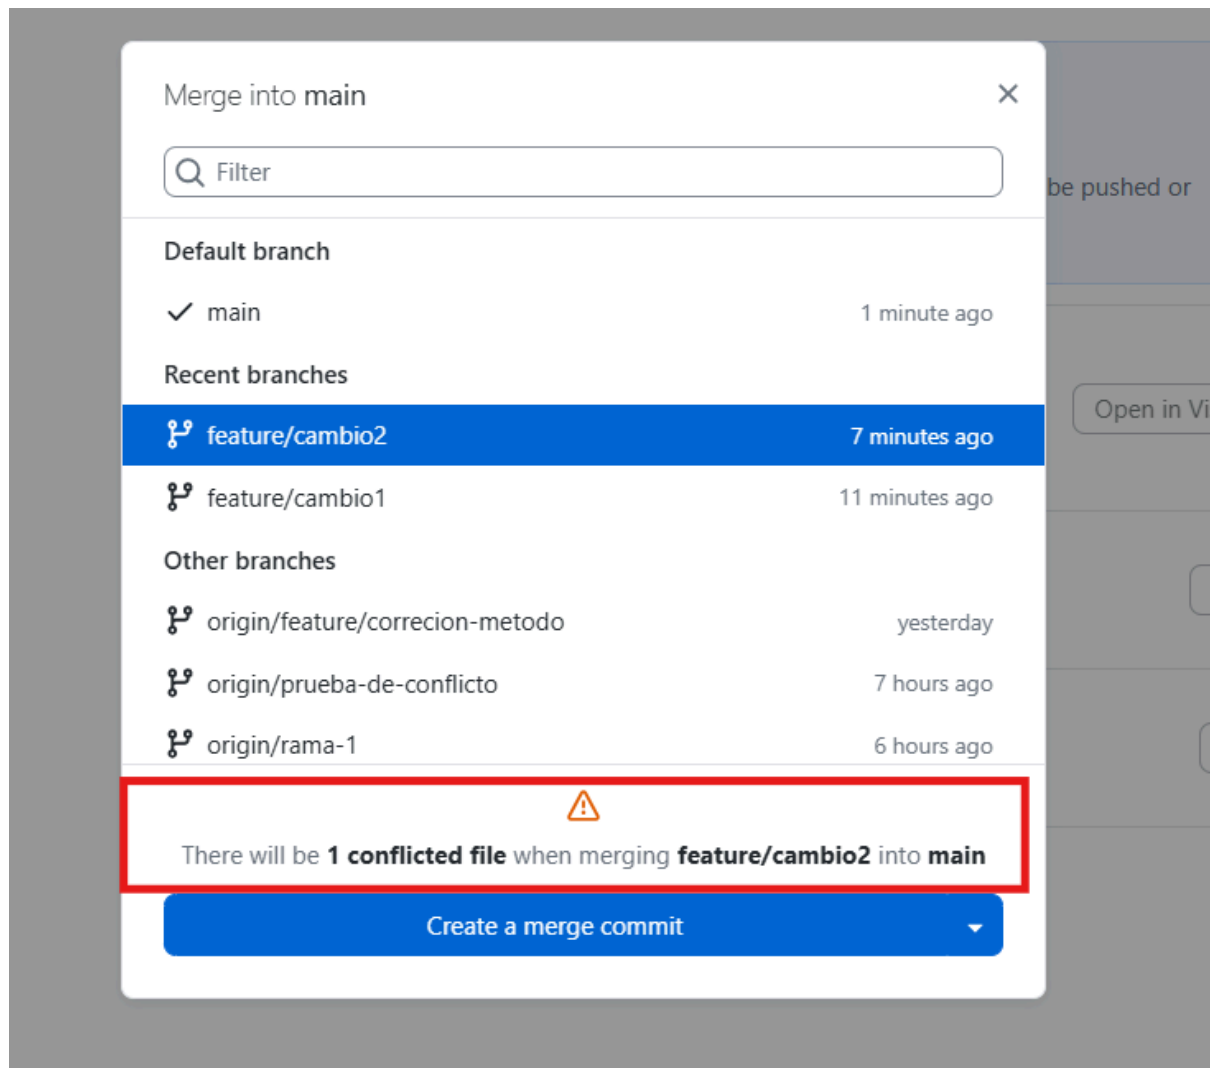 Merge into main
Filter
be pushed or
Default branch
main 1 minute ago
Recent branches
Open in Vi
feature/cambio2 7 minutes ago
feature/cambio1 11 minutes ago
Other branches
origin/feature/correcion-metodo yesterday
origin/prueba-de-conflicto 7 hours ago
origin/rama-1 6 hours ago
There will be 1 conflicted file when merging feature/cambio2 into main
Create a merge commit